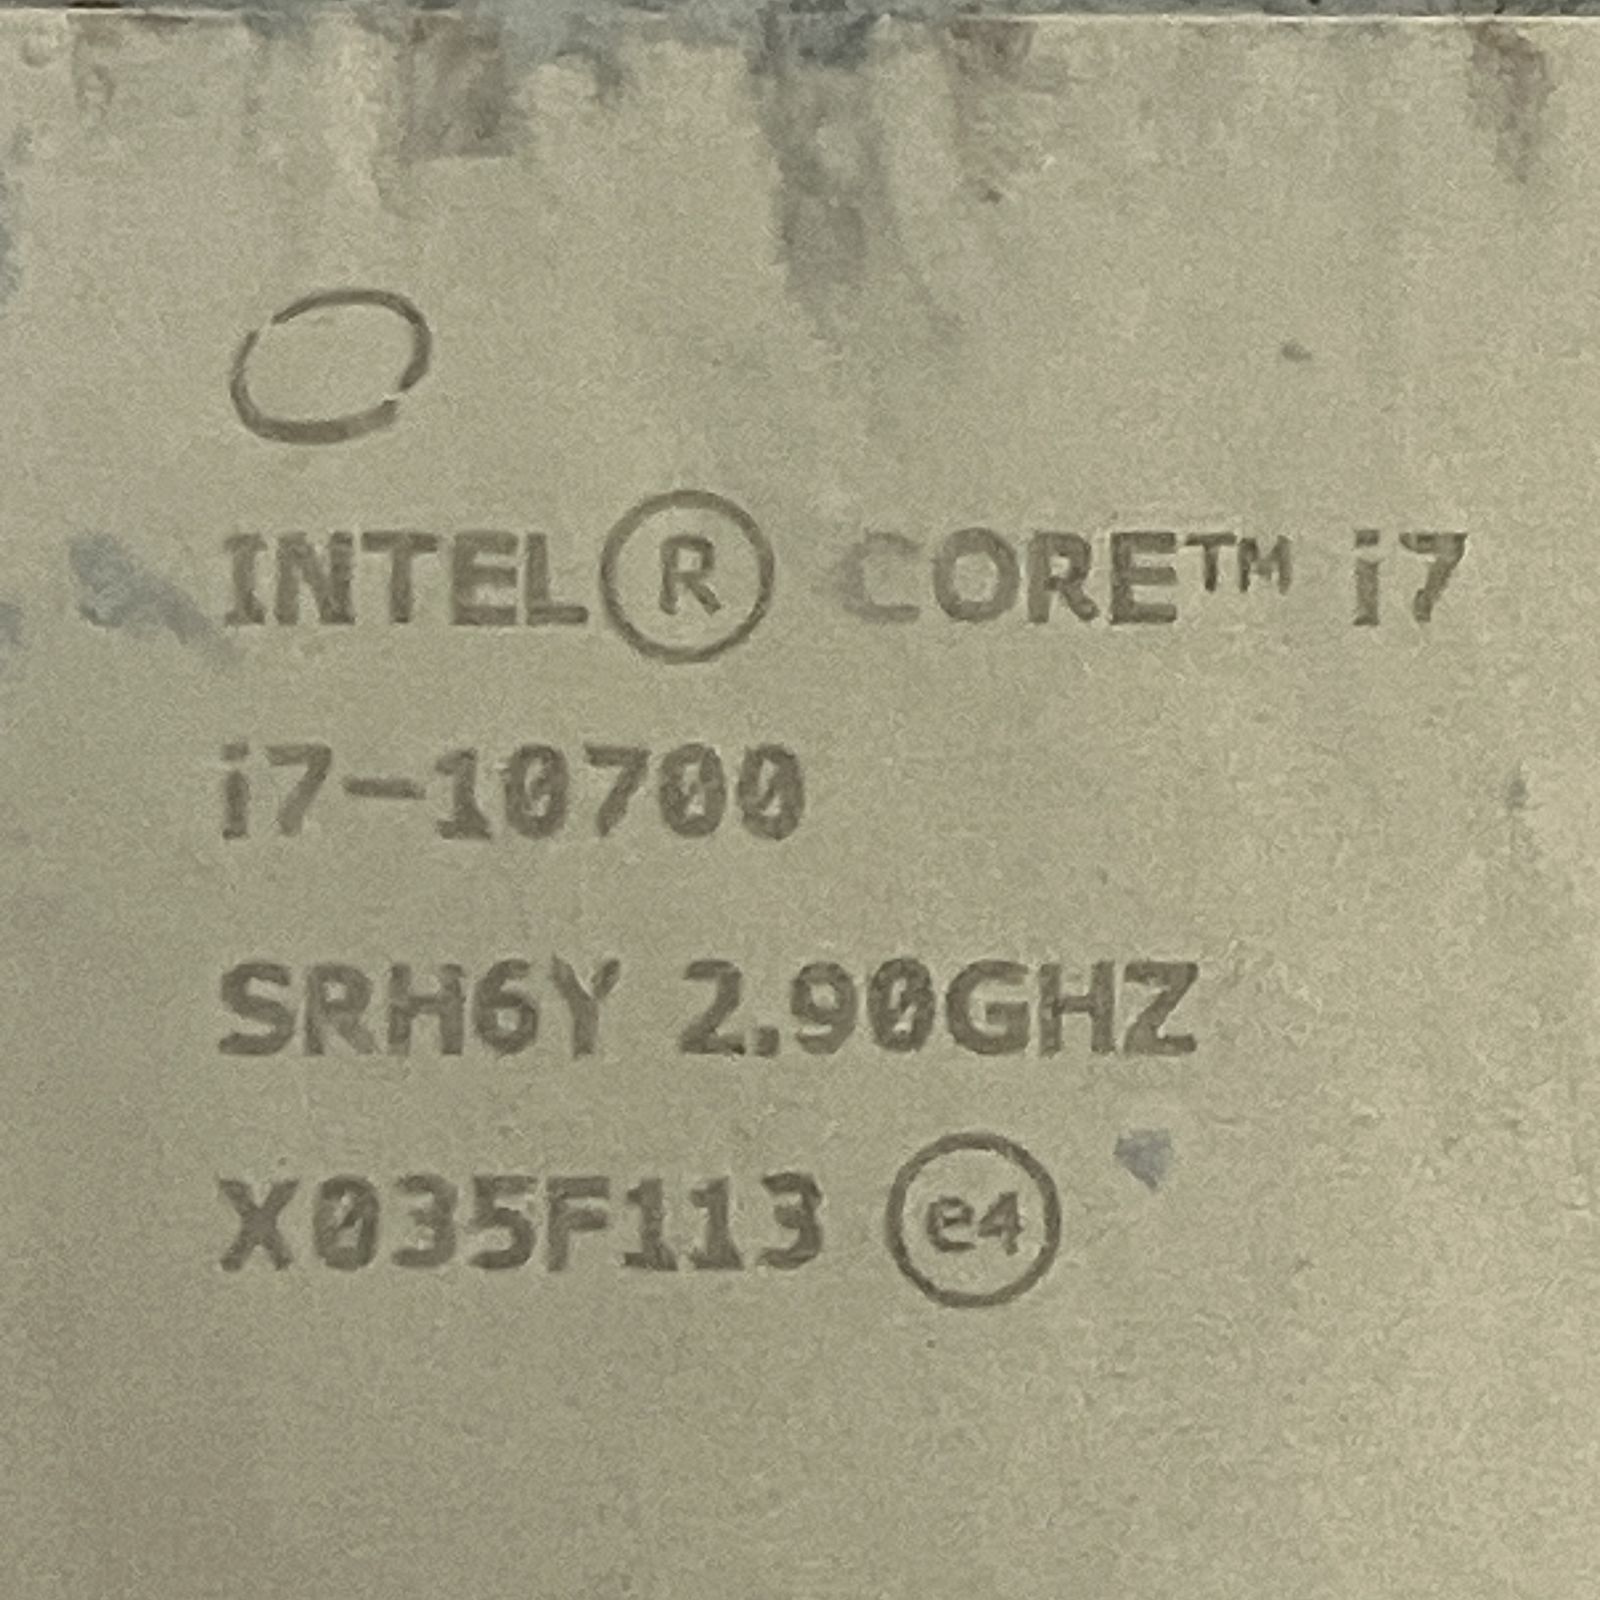 INTEL® CORE™ i7
i7-10700
SRH6Y 2.90GHZ
X035F113 e4